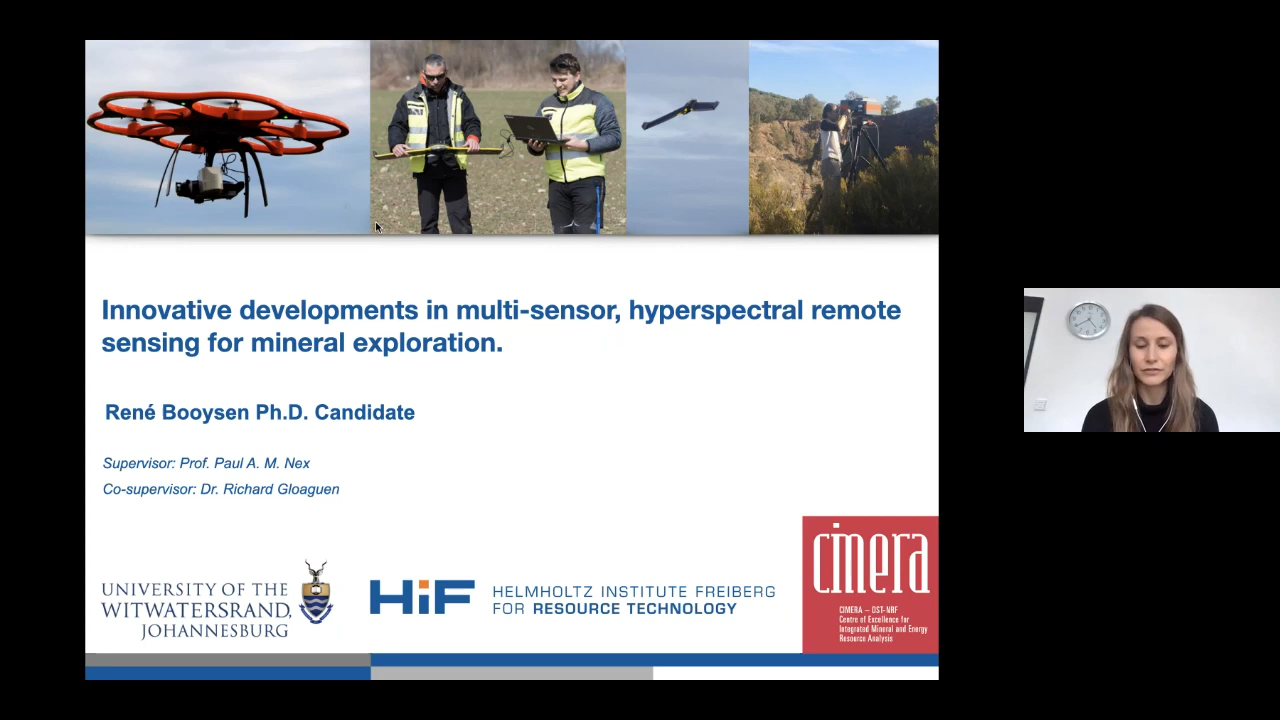 Innovative developments in multi-sensor, hyperspectral remote
sensing for mineral exploration.
René Booysen Ph.D. Candidate
Supervisor: Prof. Paul A. M. Nex
Co-supervisor: Dr. Richard Gloaguen
UNIVERSITY OF THE
WITWATERSRAND,
JOHANNESBURG
HiF
HELMHOLTZ INSTITUTE FREIBERG
FOR RESOURCE TECHNOLOGY
cimera
CIMERA – DST-NRF
Centre of Excellence for
Integrated Mineral and Energy
Resource Analysis